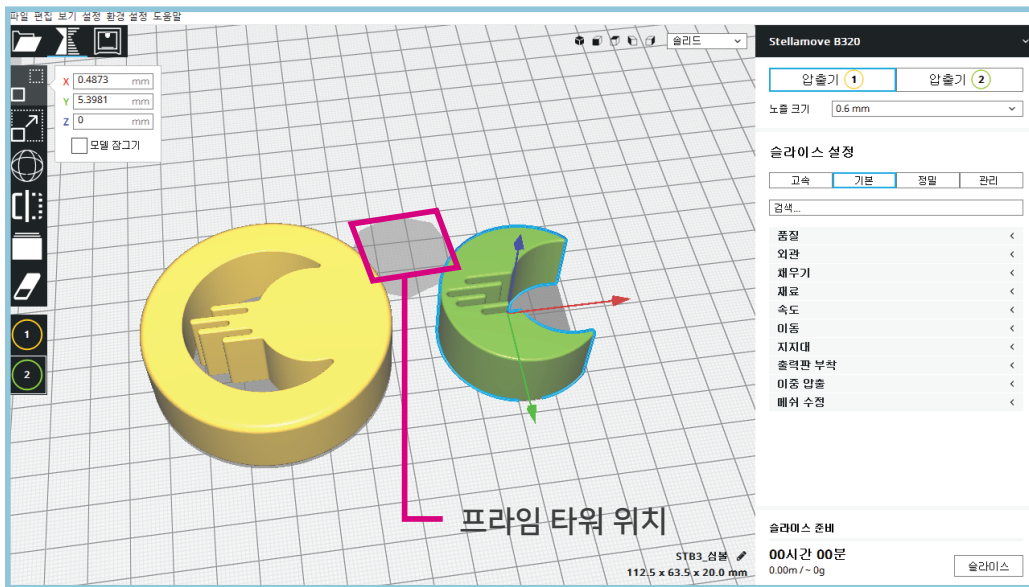 파일 편집 보기 설정 환경 설정 도움말
솔리드
X 0.4873 mm
Y 5.3981 mm
Z 0 mm
모델 잠그기
1
2
프라임 타워 위치
STB3_심볼
112.5 x 63.5 x 20.0 mm
Stellamove B320
압출기 1
압출기 2
노즐 크기 0.6 mm
슬라이스 설정
고속 기본 정밀 관리
검색...
품질
외관
채우기
재료
속도
이동
지지대
출력판 부착
이중 압출
메쉬 수정
슬라이스 준비
00시간 00분
0.00m / ~ 0g
슬라이스